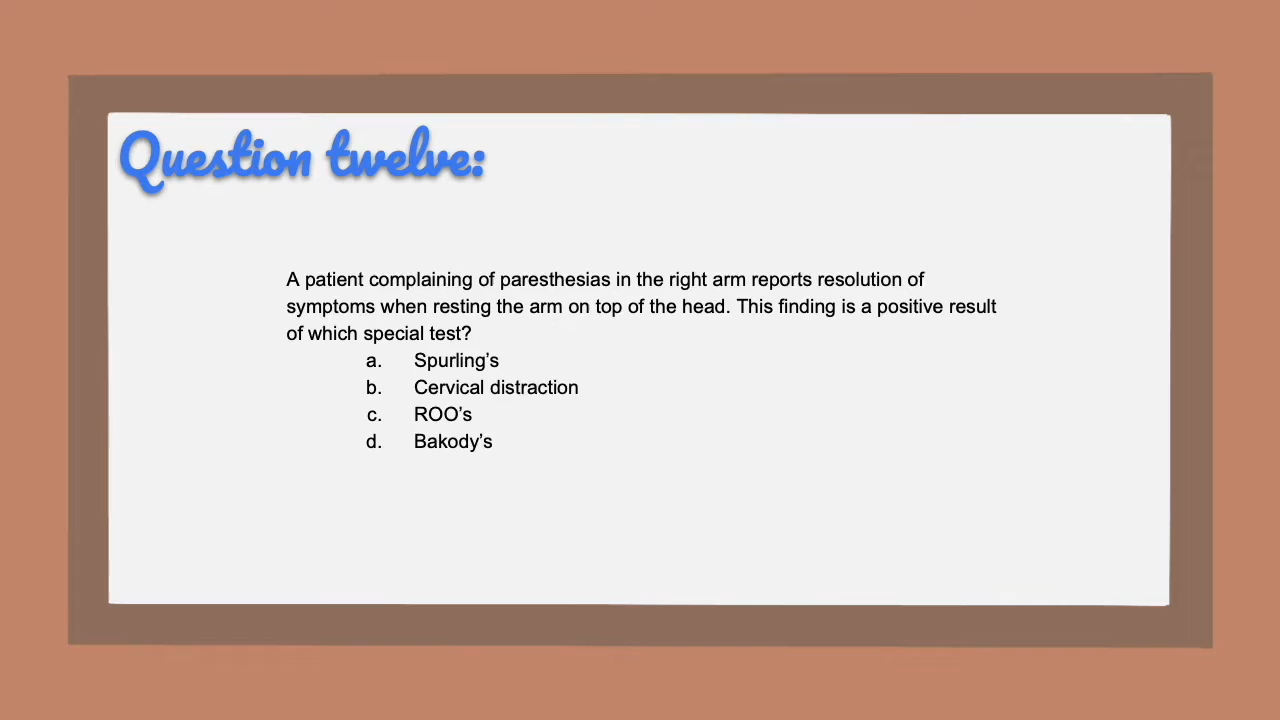 Question twelve:
A patient complaining of paresthesias in the right arm reports resolution of
symptoms when resting the arm on top of the head. This finding is a positive result
of which special test?
a. Spurling’s
b. Cervical distraction
c. ROO’s
d. Bakody’s